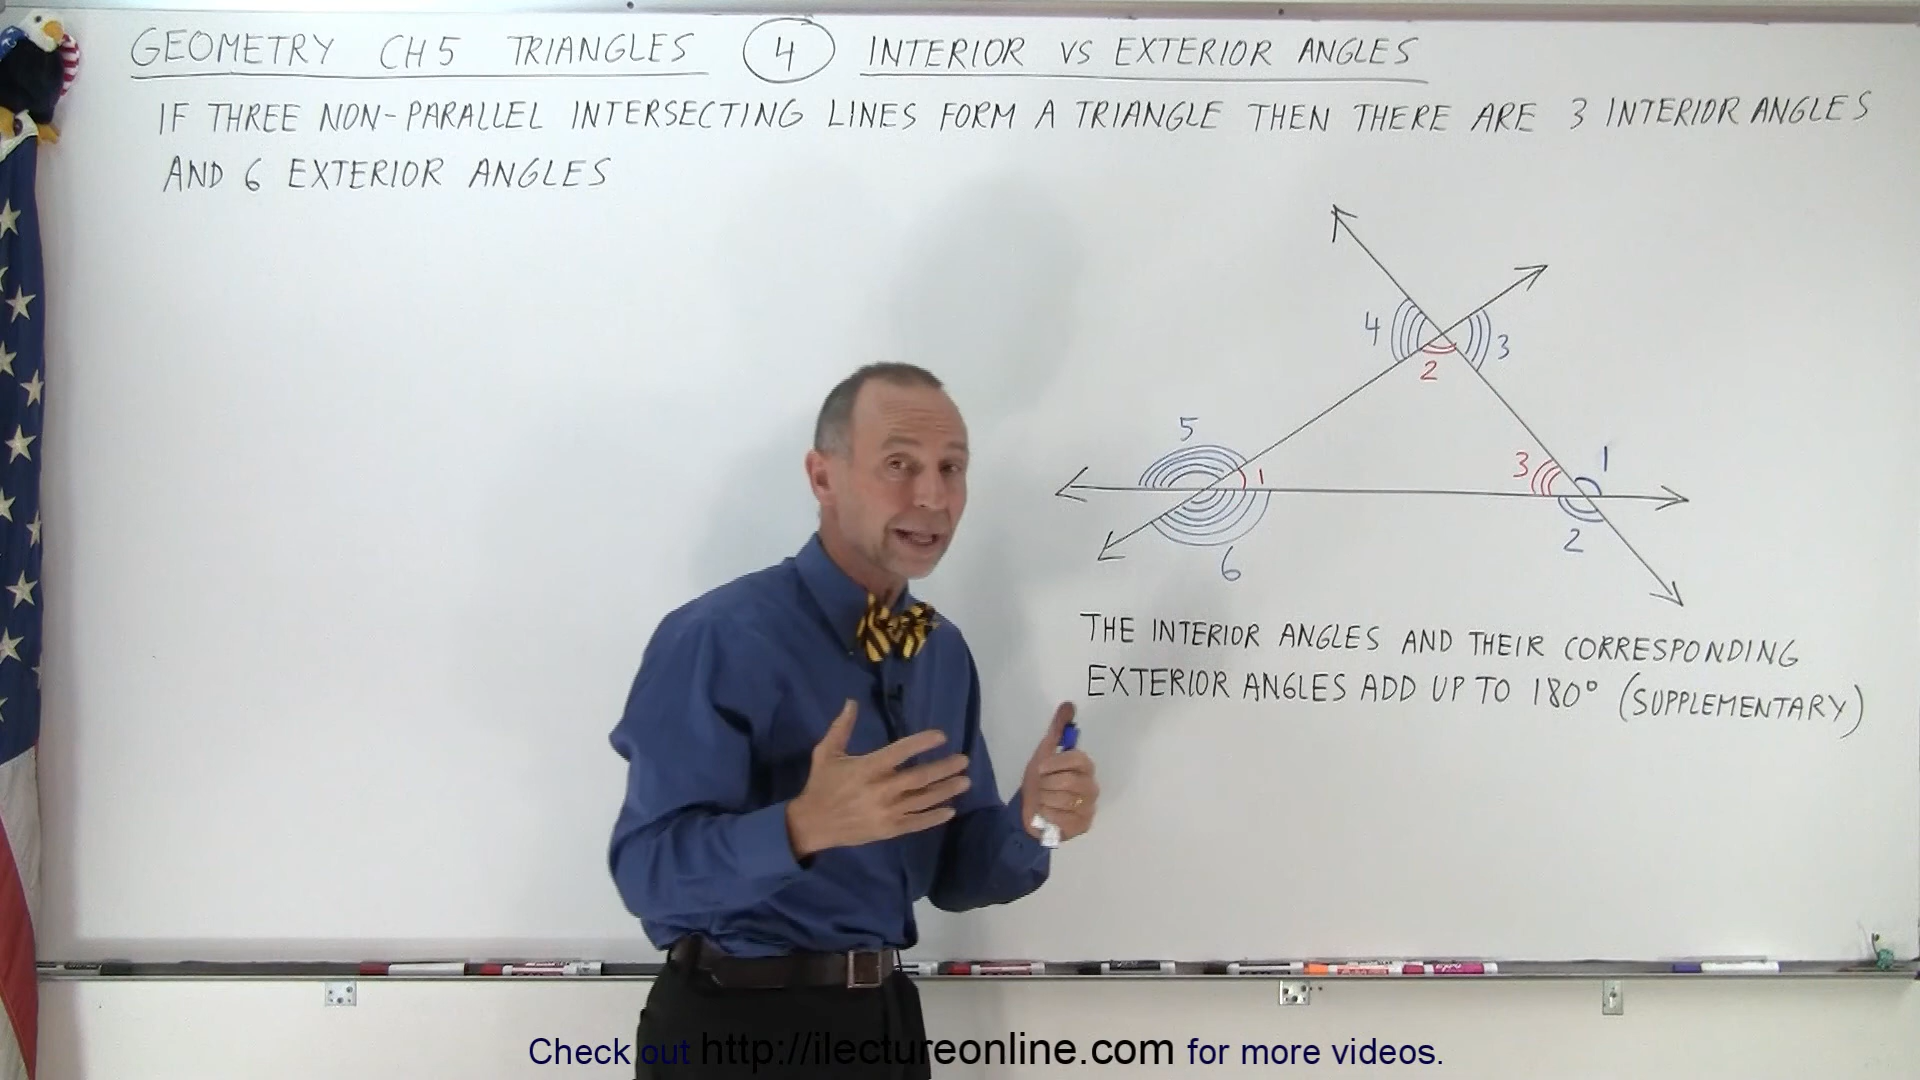 GEOMETRY CH 5 TRIANGLES 4 INTERIOR VS EXTERIOR ANGLES
IF THREE NON-PARALLEL INTERSECTING LINES FORM A TRIANGLE THEN THERE ARE 3 INTERIOR ANGLES
AND 6 EXTERIOR ANGLES
4
3
2
5
1
3
1
2
6
THE INTERIOR ANGLES AND THEIR CORRESPONDING
EXTERIOR ANGLES ADD UP TO 180° (SUPPLEMENTARY)
Check out http://ilectureonline.com for more videos.